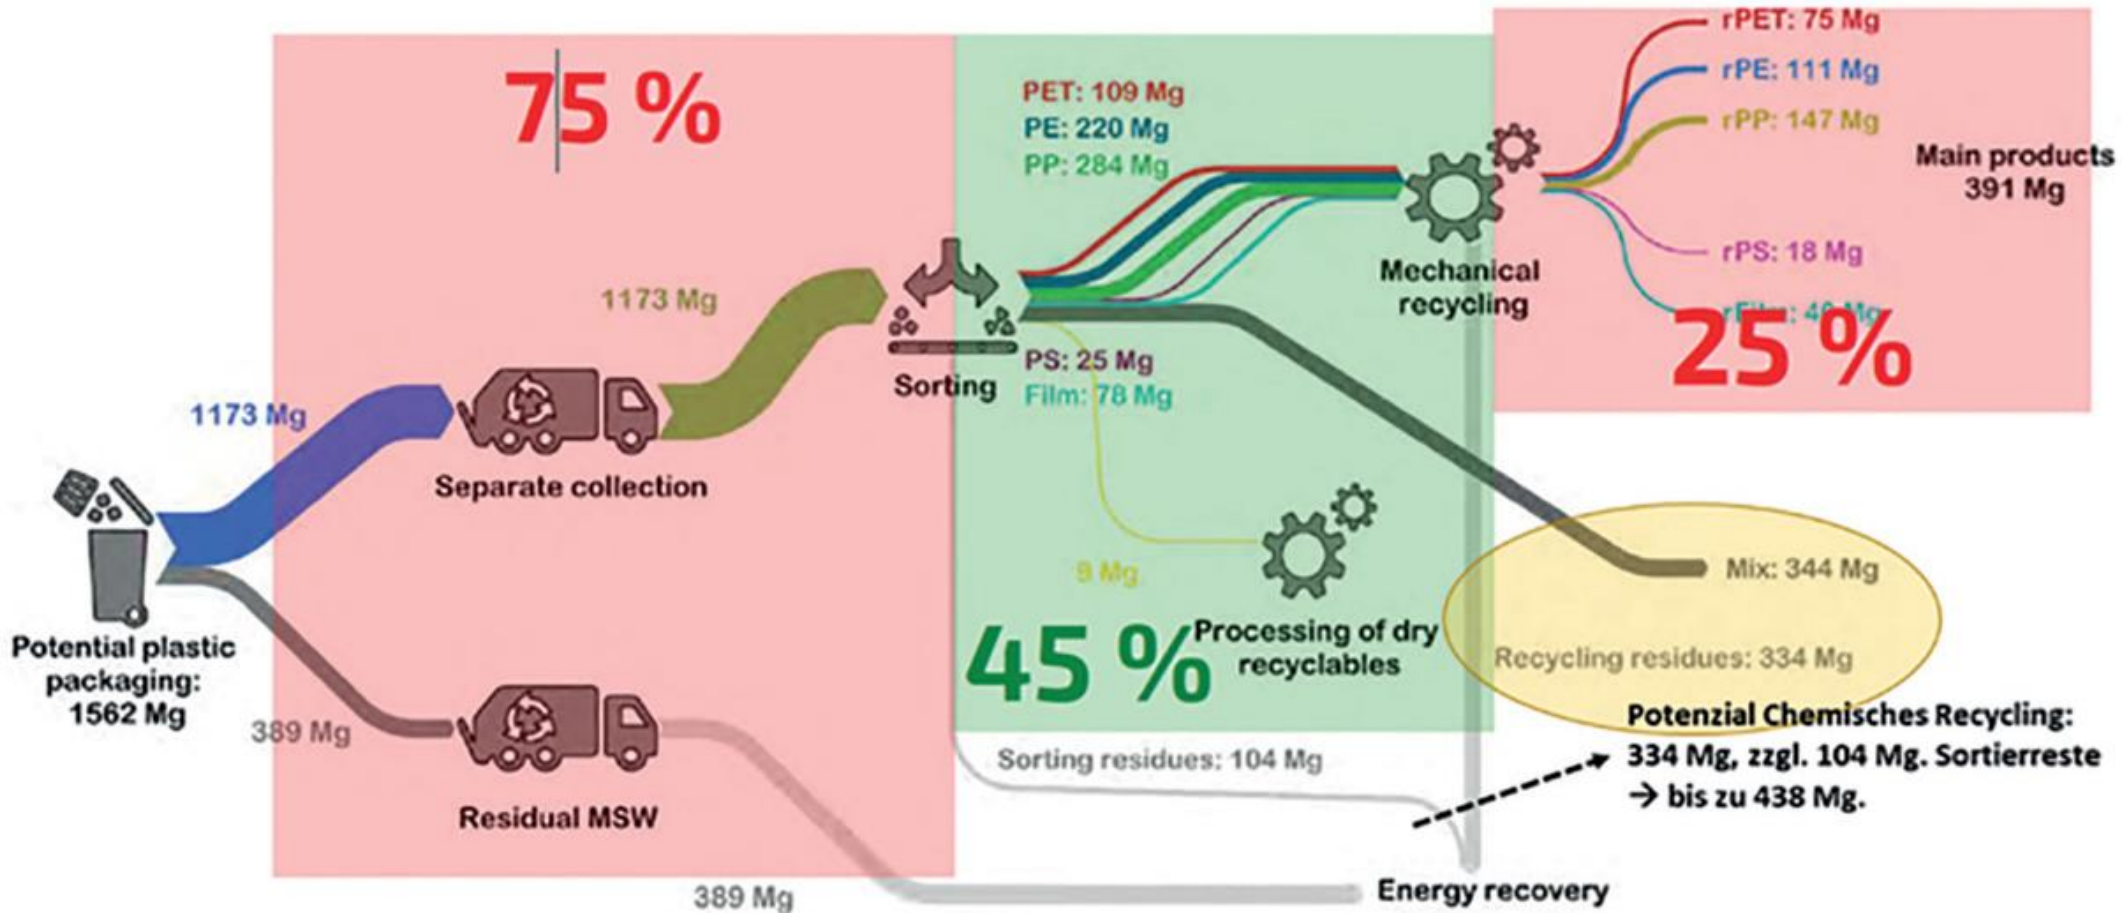 75 %
PET: 109 Mg
PE: 220 Mg
PP: 284 Mg
rPET: 75 Mg
rPE: 111 Mg
rPP: 147 Mg
Main products
391 Mg
rPS: 18 Mg
25 %
Mechanical
recycling
1173 Mg
1173 Mg
Sorting
PS: 25 Mg
Film: 78 Mg
Separate collection
9 Mg
45 %
Processing of dry
recyclables
Mix: 344 Mg
Recycling residues: 334 Mg
Potential plastic
packaging:
1562 Mg
389 Mg
Residual MSW
389 Mg
Sorting residues: 104 Mg
Potenzial Chemisches Recycling:
334 Mg, zzgl. 104 Mg. Sortierreste
→ bis zu 438 Mg.
Energy recovery